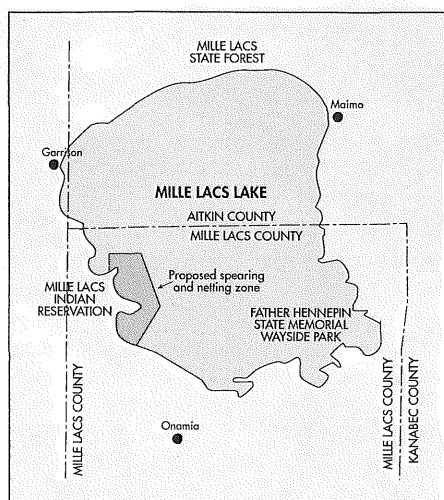 MILLE LACS
STATE FOREST
Maimo
Garrison
MILLE LACS LAKE
AITKIN COUNTY
MILLE LACS COUNTY
Proposed spearing
and netting zone
MILLE LACS
INDIAN
RESERVATION
FATHER HENNEPIN
STATE MEMORIAL
WAYSIDE PARK
MILLE LACS COUNTY
MILLE LACS COUNTY
KANABEC COUNTY
Onamia